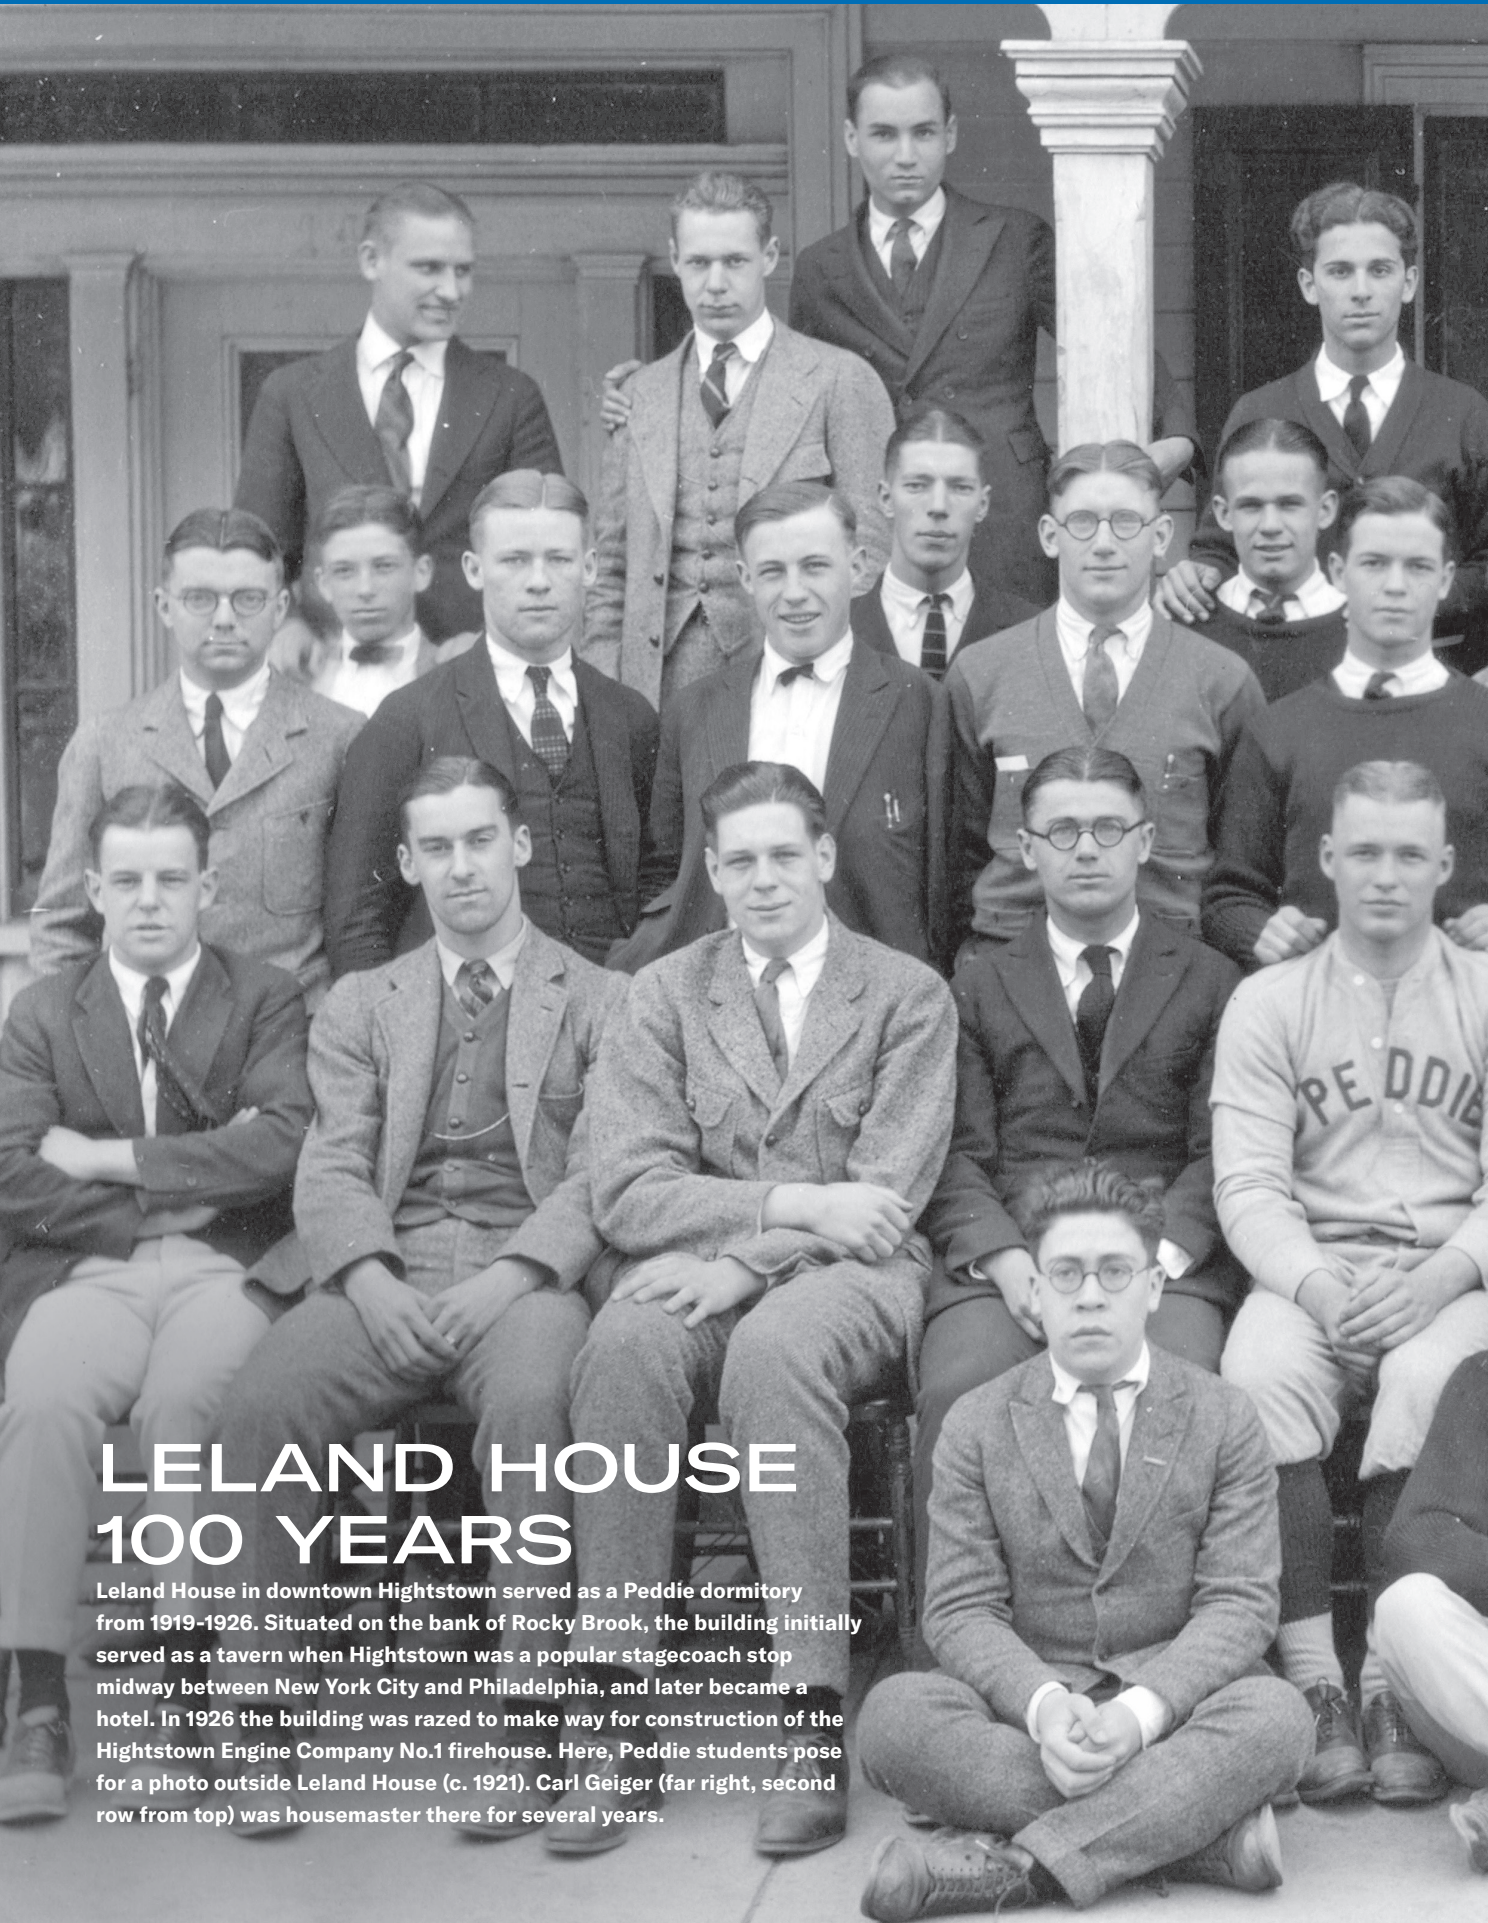 PEDDIE
LELAND HOUSE
100 YEARS
Leland House in downtown Hightstown served as a Peddie dormitory
from 1919-1926. Situated on the bank of Rocky Brook, the building initially
served as a tavern when Hightstown was a popular stagecoach stop
midway between New York City and Philadelphia, and later became a
hotel. In 1926 the building was razed to make way for construction of the
Hightstown Engine Company No.1 firehouse. Here, Peddie students pose
for a photo outside Leland House (c. 1921). Carl Geiger (far right, second
row from top) was housemaster there for several years.